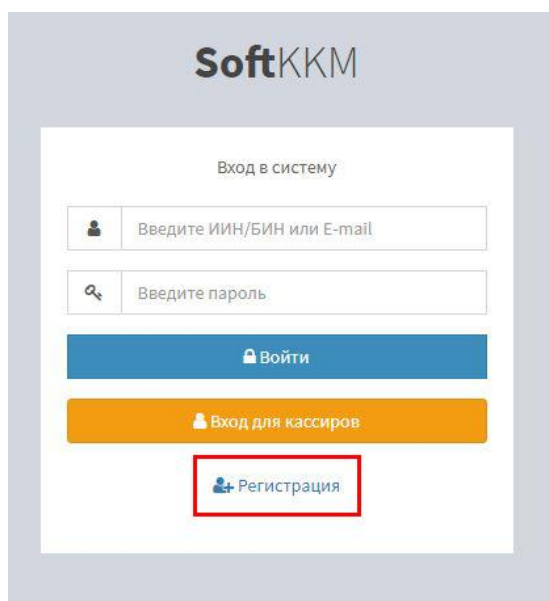 SoftKKM
Вход в систему
Введите ИИН/БИН или E-mail
Введите пароль
Войти
Вход для кассиров
Регистрация